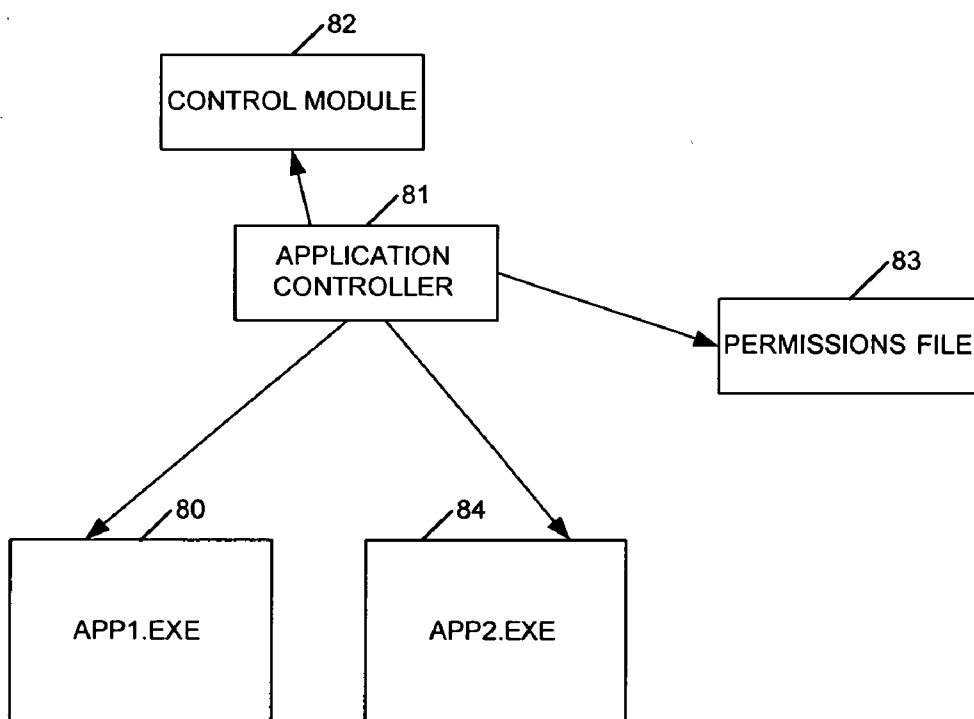 82
CONTROL MODULE
81
APPLICATION
CONTROLLER
83
PERMISSIONS FILE
80
84
APP1.EXE
APP2.EXE